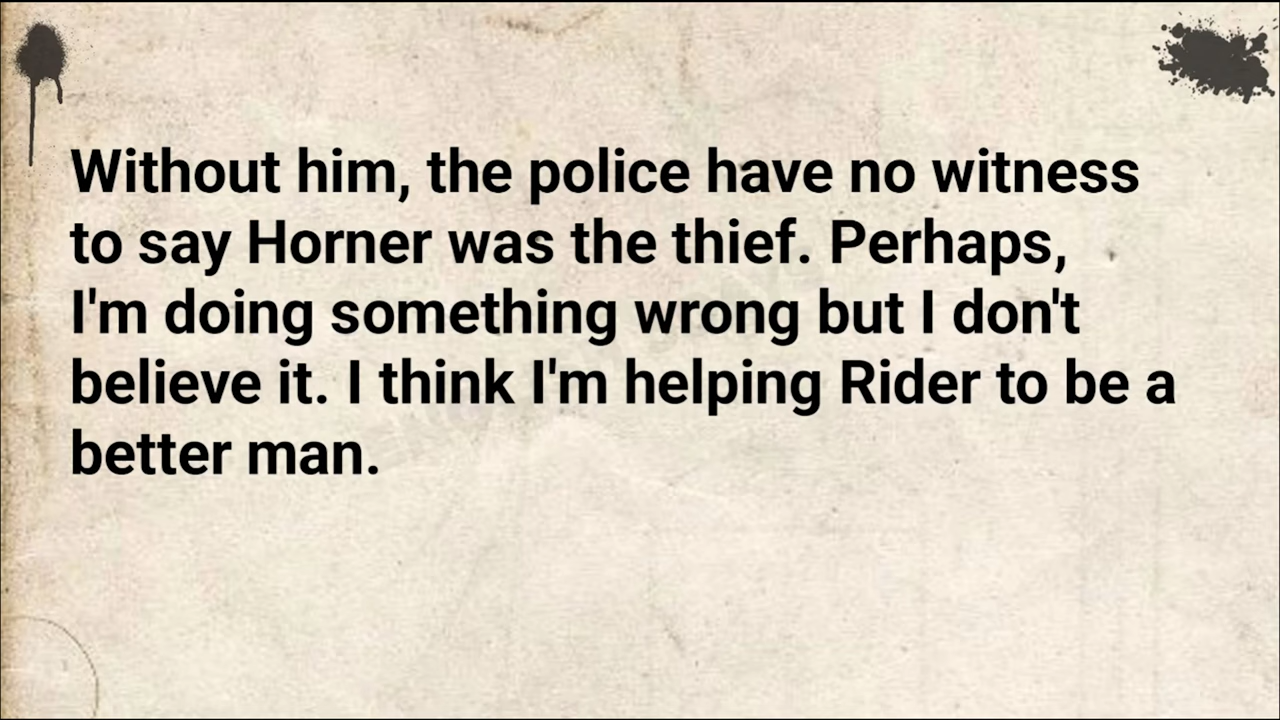 Without him, the police have no witness
to say Horner was the thief. Perhaps,
I'm doing something wrong but I don't
believe it. I think I'm helping Rider to be a
better man.